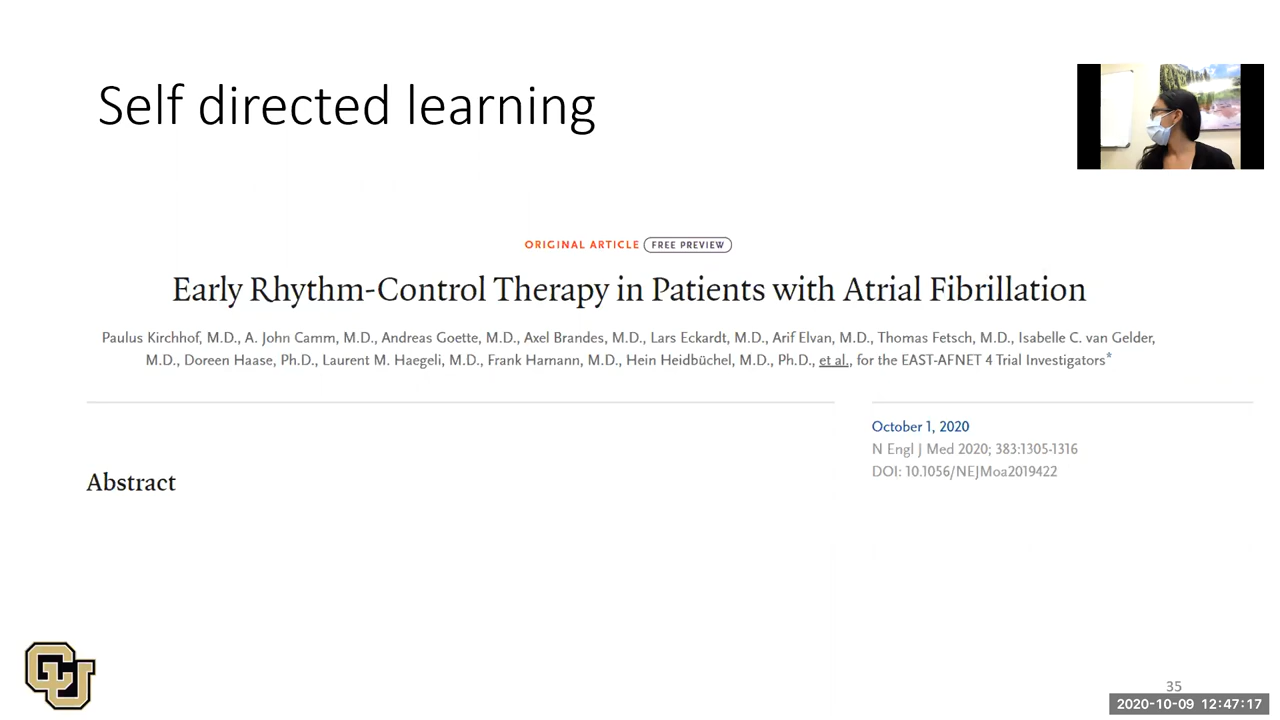 Self directed learning
ORIGINAL ARTICLE FREE PREVIEW
Early Rhythm-Control Therapy in Patients with Atrial Fibrillation
Paulus Kirchhof, M.D., A. John Camm, M.D., Andreas Goette, M.D., Axel Brandes, M.D., Lars Eckardt, M.D., Arif Elvan, M.D., Thomas Fetsch, M.D., Isabelle C. van Gelder,
M.D., Doreen Haase, Ph.D., Laurent M. Haegeli, M.D., Frank Hamann, M.D., Hein Heidbüchel, M.D., Ph.D., et al., for the EAST-AFNET 4 Trial Investigators*
October 1, 2020
N Engl J Med 2020; 383:1305-1316
DOI: 10.1056/NEJMoa2019422
Abstract
CU
35
2020-10-09 12:47:17